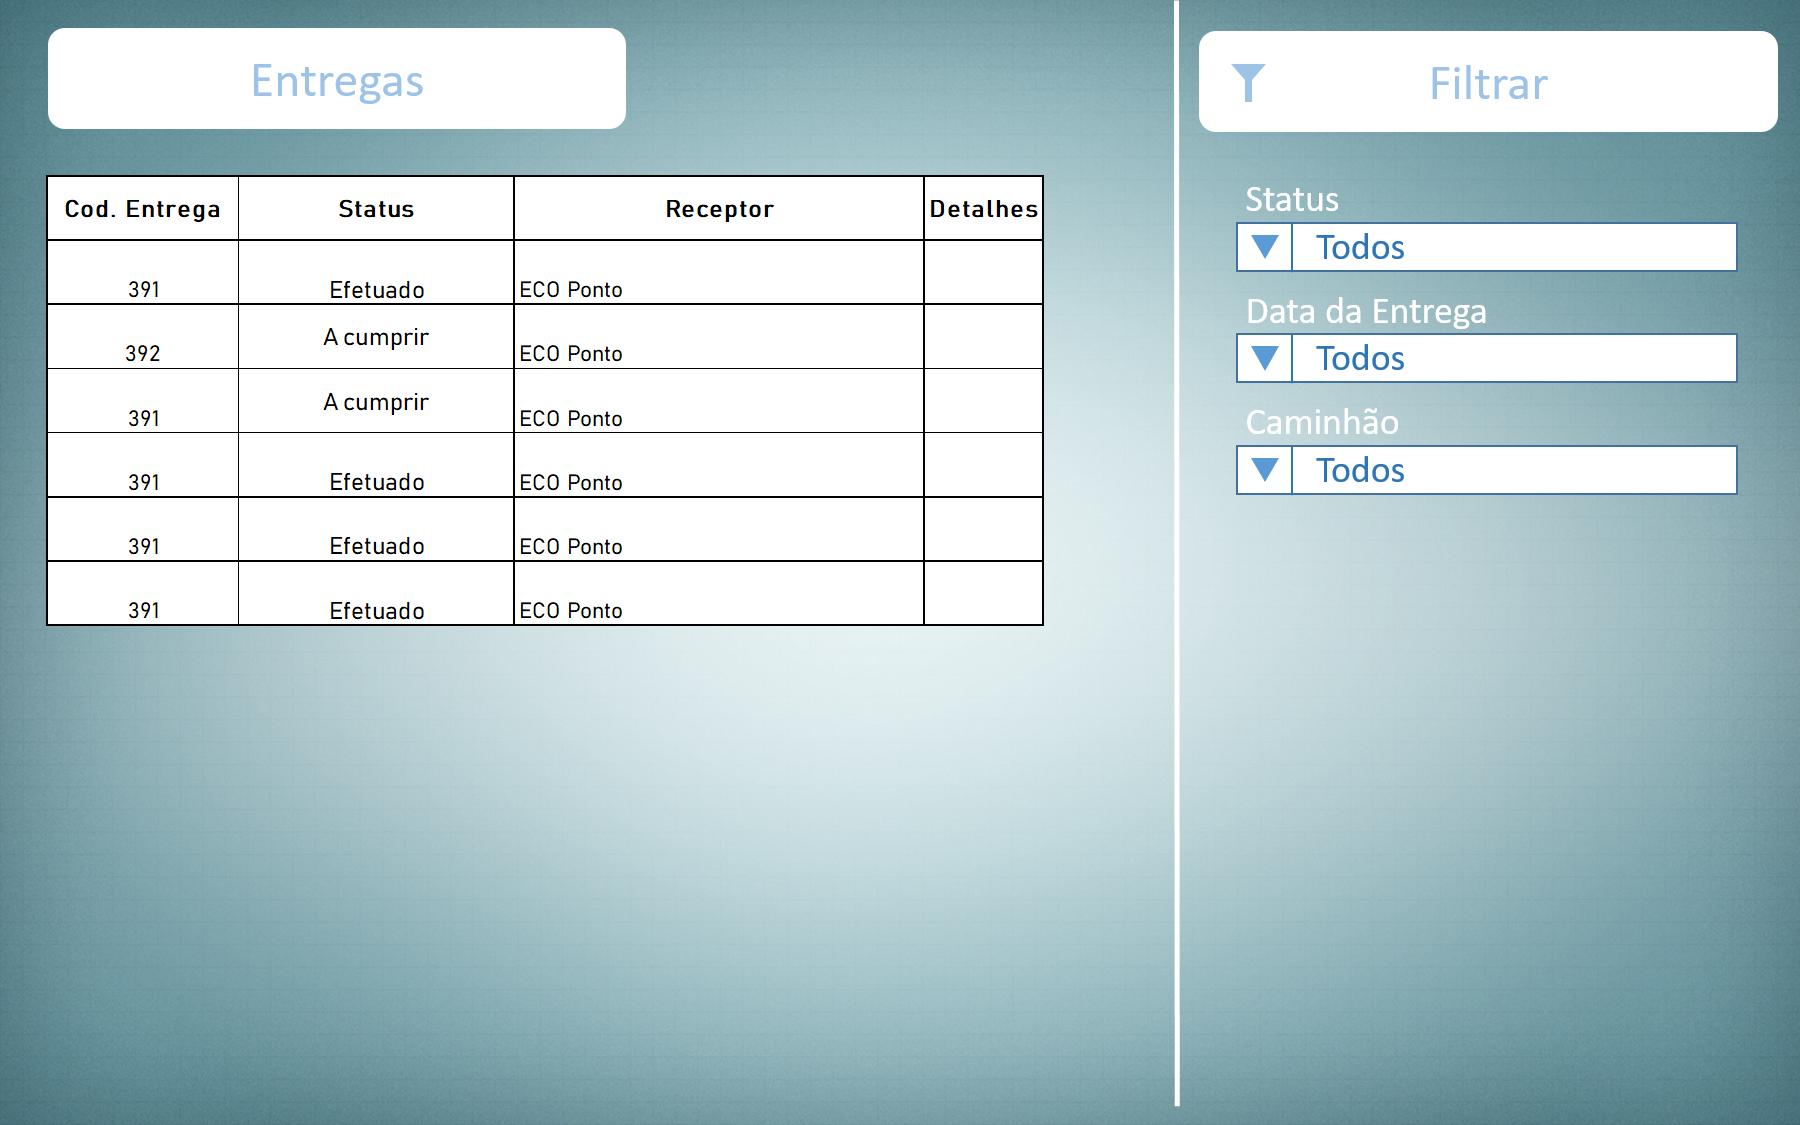 Entregas
Cod. Entrega Status Receptor Detalhes
391 Efetuado ECO Ponto
392 A cumprir ECO Ponto
391 A cumprir ECO Ponto
391 Efetuado ECO Ponto
391 Efetuado ECO Ponto
391 Efetuado ECO Ponto
Filtrar
Status
Todos
Data da Entrega
Todos
Caminhão
Todos